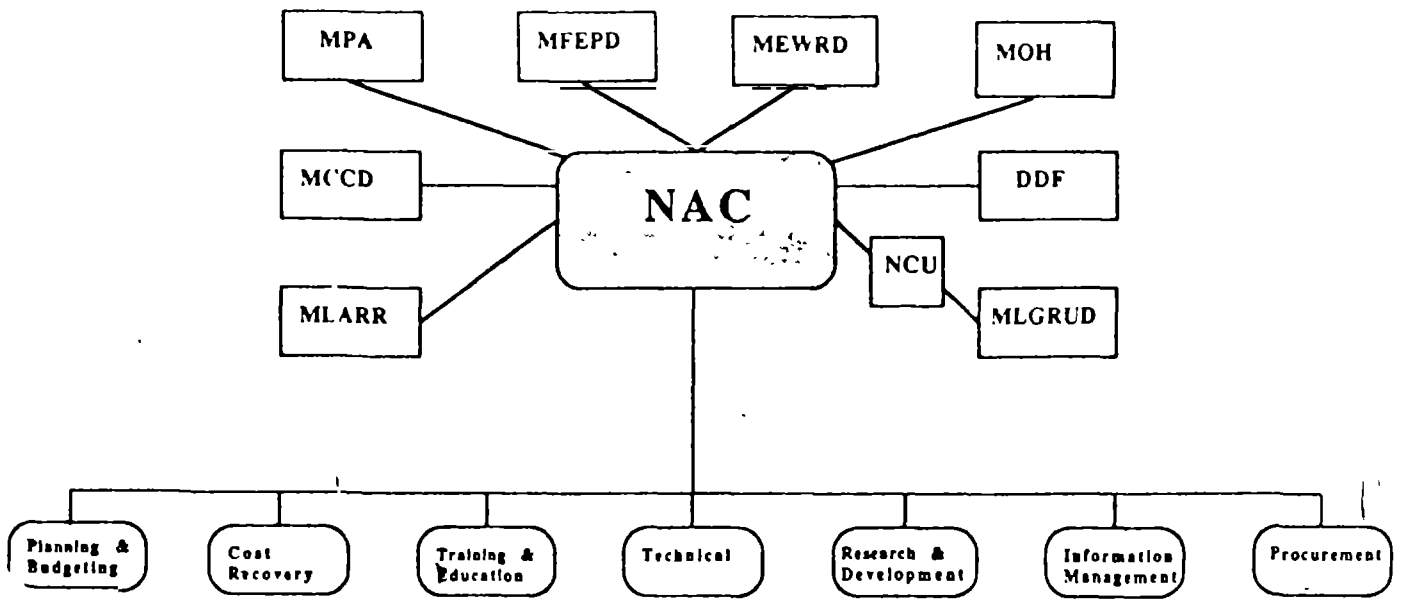 MPA
MFEPD
MEWRD
MOH
MCCD
NAC
DDF
NCU
MLARR
MLGRUD
Planning &
Budgeting
Cost
Recovery
Training &
Education
Technical
Research &
Development
Information
Management
Procurement